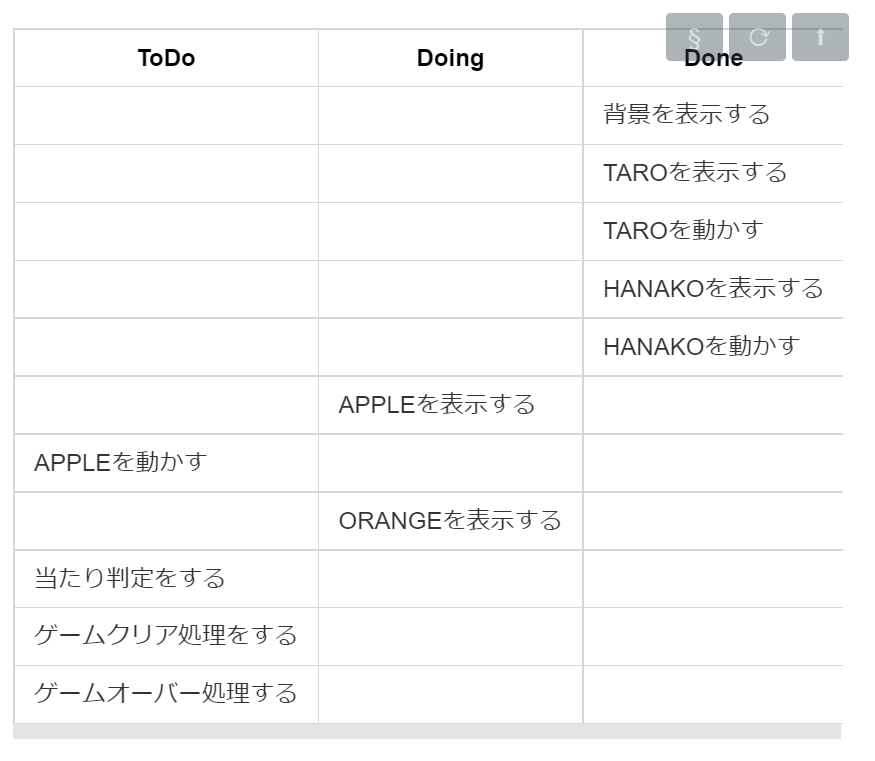 ToDo Doing Done
背景を表示する
TAROを表示する
TAROを動かす
HANAKOを表示する
HANAKOを動かす
APPLEを表示する
APPLEを動かす
ORANGEを表示する
当たり判定をする
ゲームクリア処理をする
ゲームオーバー処理する